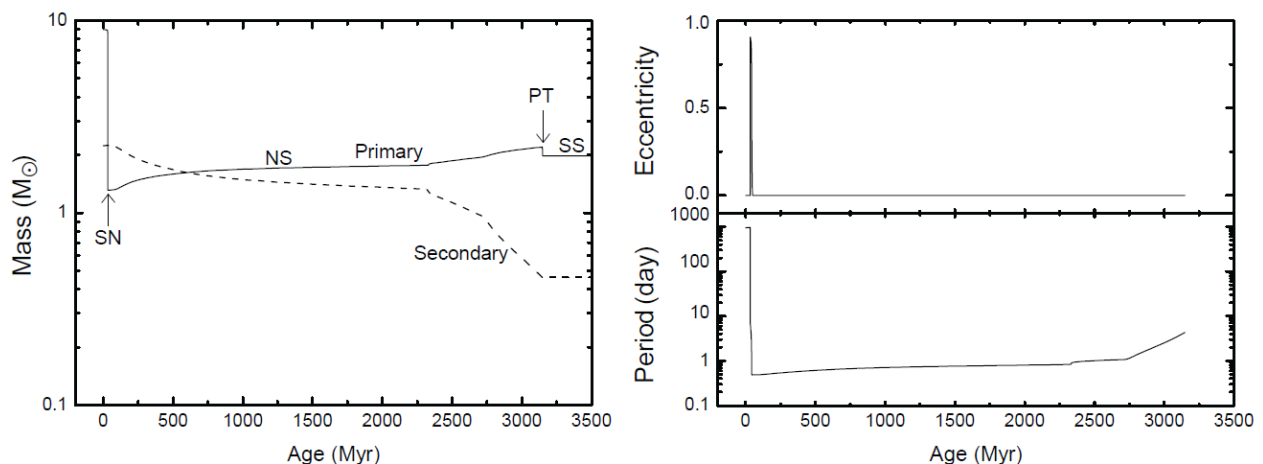 10
1
0.1
Mass (M☉)
SN
NS
Primary
Secondary
PT
SS
0 500 1000 1500 2000 2500 3000 3500
Age (Myr)
1.0
0.5
0.0
Eccentricity
1000
100
10
1
0.1
Period (day)
0 500 1000 1500 2000 2500 3000 3500
Age (Myr)